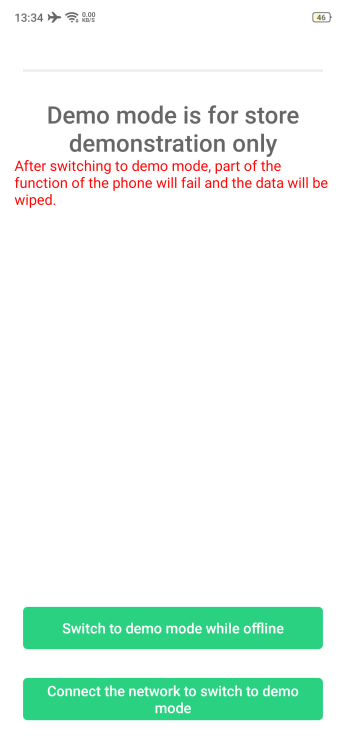 13:34 0.00 KB/S 46
Demo mode is for store
demonstration only
After switching to demo mode, part of the
function of the phone will fail and the data will be
wiped.
Switch to demo mode while offline
Connect the network to switch to demo
mode